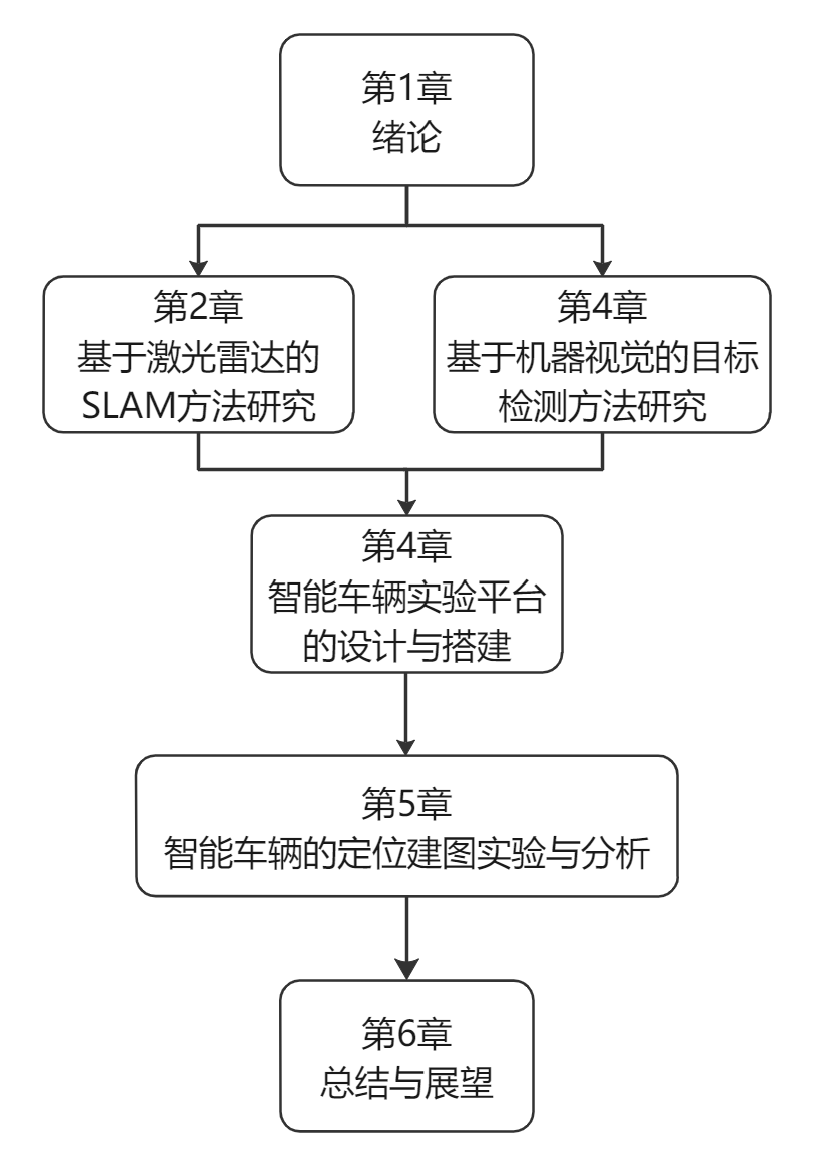 第1章
绪论
第2章
基于激光雷达的
SLAM方法研究
第4章
基于机器视觉的目标
检测方法研究
第4章
智能车辆实验平台
的设计与搭建
第5章
智能车辆的定位建图实验与分析
第6章
总结与展望